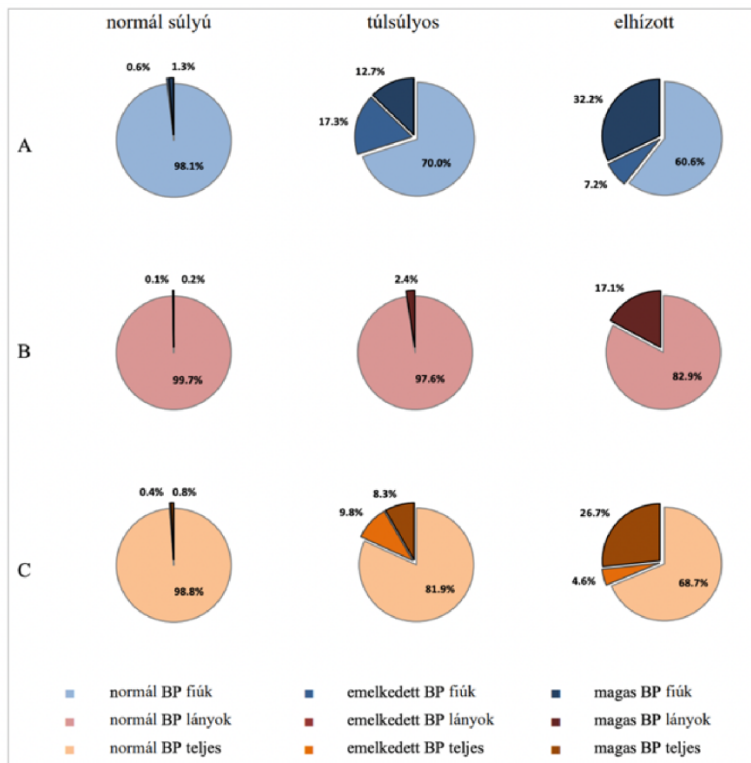 normál súlyú túlsúlyos elhízott
0.6% 1.3% 12.7% 32.2%
A 17.3% 98.1% 70.0% 7.2% 60.6%
0.1% 0.2% 2.4% 17.1%
B 99.7% 97.6% 82.9%
0.4% 0.8% 9.8% 8.3% 26.7%
C 98.8% 81.9% 4.6% 68.7%
normál BP fiúk emelkedett BP fiúk magas BP fiúk
normál BP lányok emelkedett BP lányok magas BP lányok
normál BP teljes emelkedett BP teljes magas BP teljes